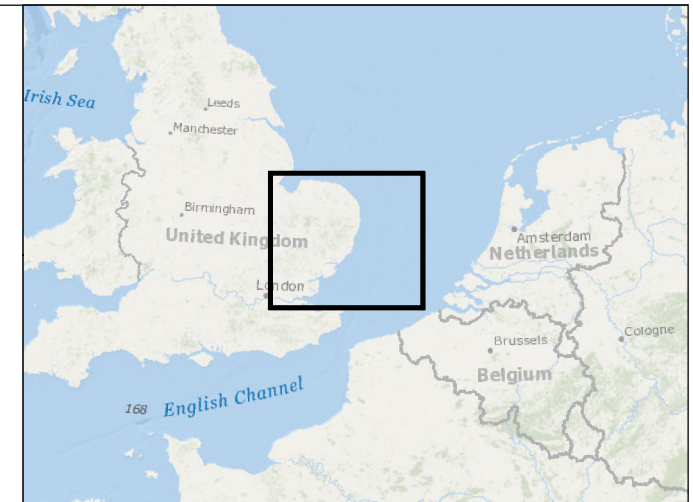 Irish Sea
Leeds
Manchester
Birmingham
United Kingdom
London
Amsterdam
Netherlands
Brussels
Cologne
Belgium
168 English Channel